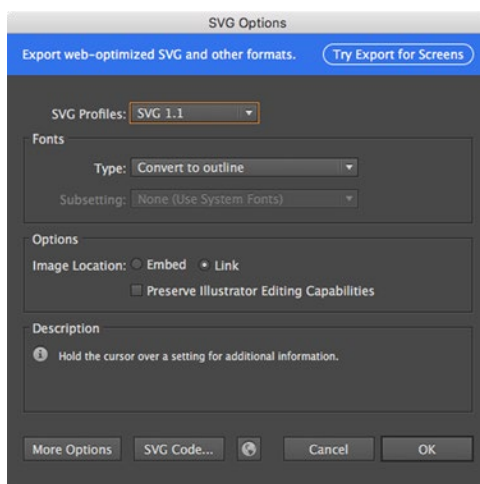 SVG Options
Export web-optimized SVG and other formats. Try Export for Screens
SVG Profiles: SVG 1.1
Fonts
Type: Convert to outline
Subsetting: None (Use System Fonts)
Options
Image Location: Embed Link
Preserve Illustrator Editing Capabilities
Description
Hold the cursor over a setting for additional information.
More Options SVG Code... Cancel OK